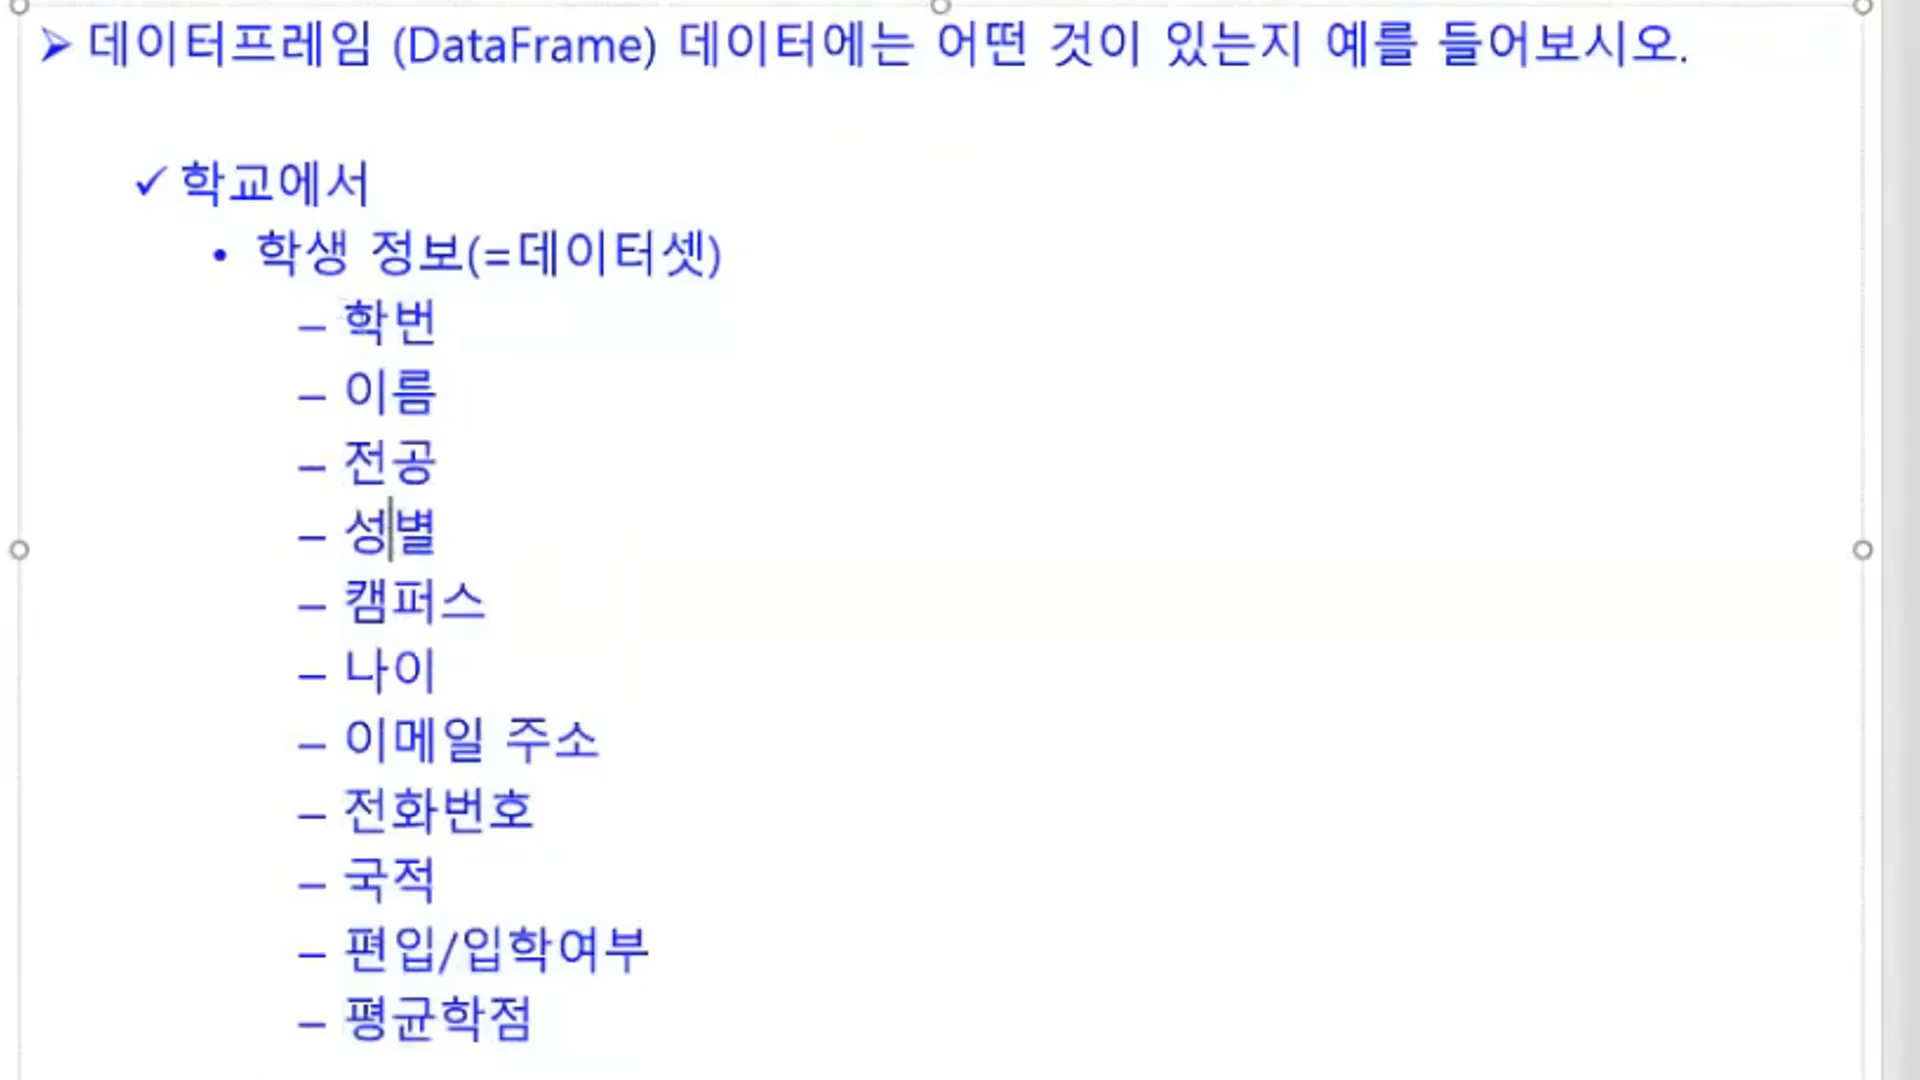 ➢ 데이터프레임 (DataFrame) 데이터에는 어떤 것이 있는지 예를 들어보시오.
✓ 학교에서
• 학생 정보(=데이터셋)
– 학번
– 이름
– 전공
– 성별
– 캠퍼스
– 나이
– 이메일 주소
– 전화번호
– 국적
– 편입/입학여부
– 평균학점